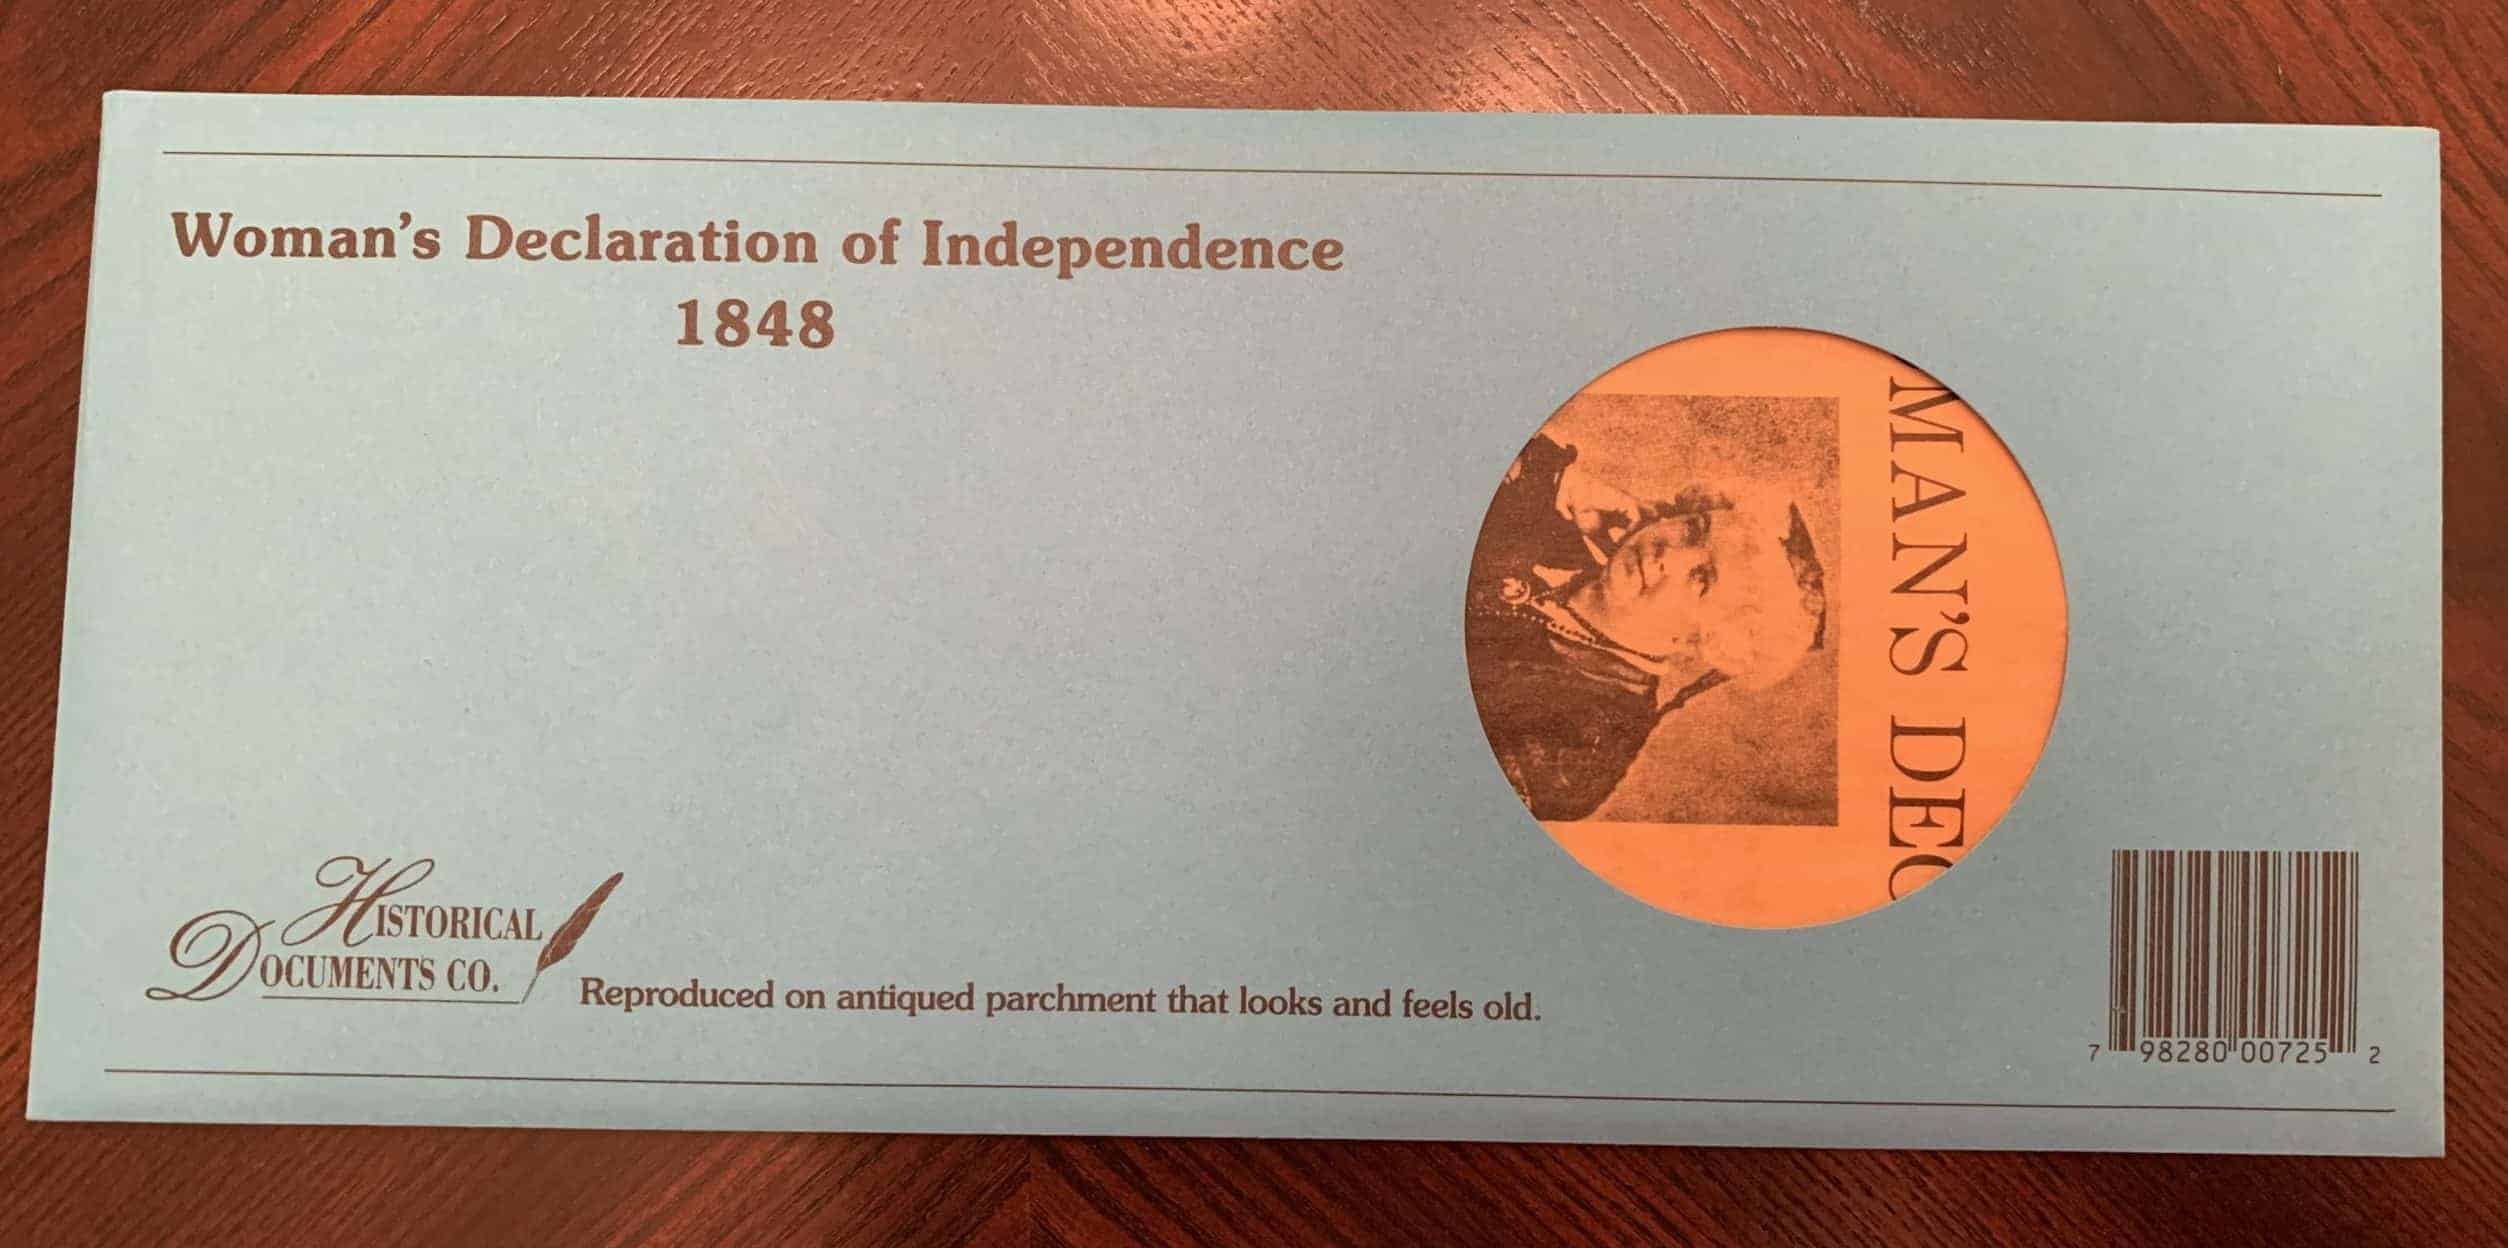 Woman's Declaration of Independence
1848
MAN'S DEC
HISTORICAL
DOCUMENTS CO.
Reproduced on antiqued parchment that looks and feels old.
7 98280 00725 2